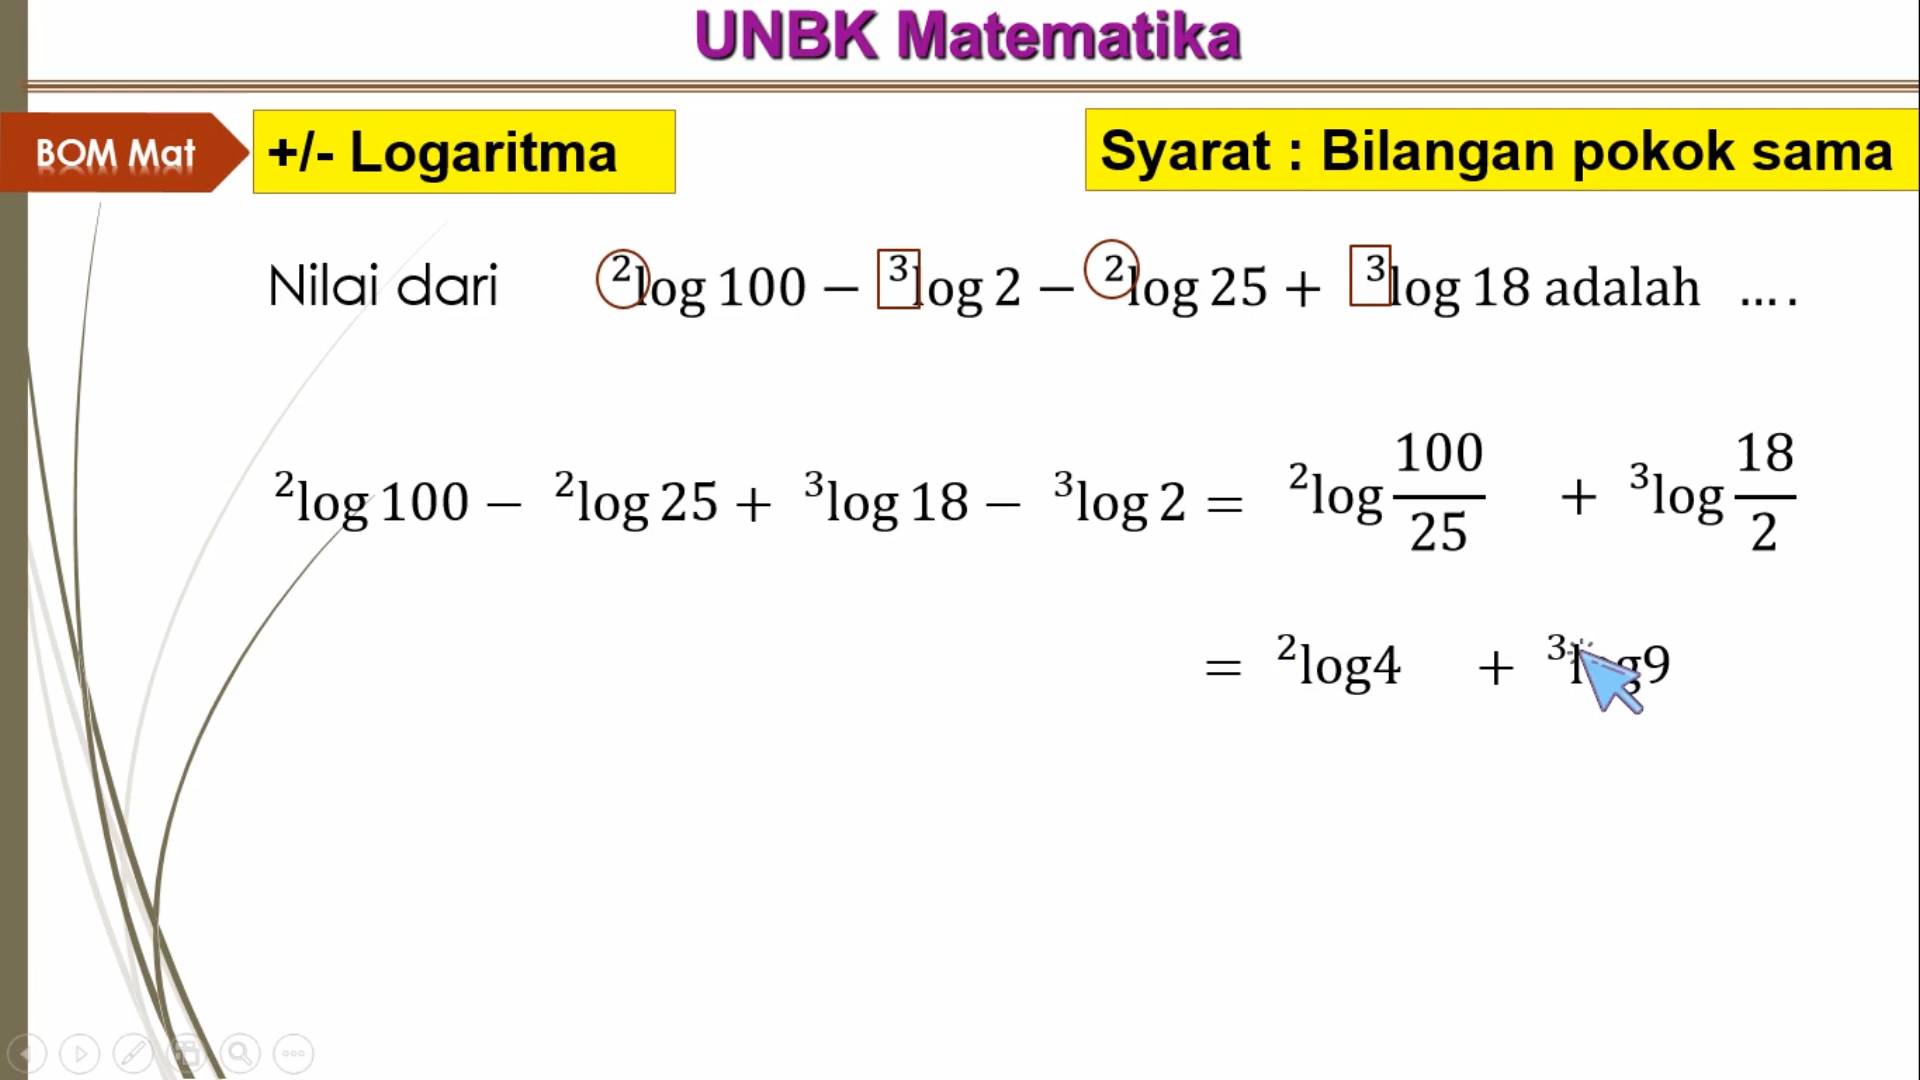 UNBK Matematika
BOM Mat
+/- Logaritma
Syarat : Bilangan pokok sama
Nilai dari ²log 100 − ³log 2 − ²log 25 + ³log 18 adalah ... .
²log 100 − ²log 25 + ³log 18 − ³log 2 = ²log 100/25 + ³log 18/2
= ²log4 + ³log9